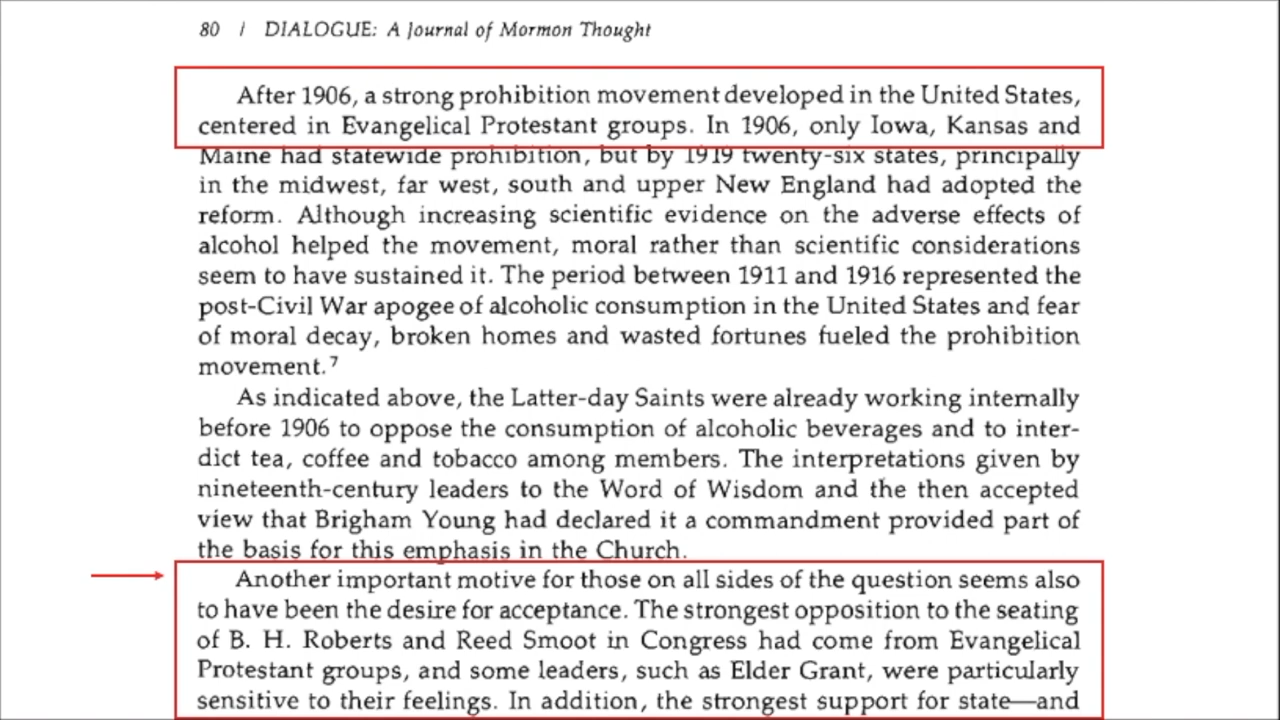 80 / DIALOGUE: A Journal of Mormon Thought
After 1906, a strong prohibition movement developed in the United States,
centered in Evangelical Protestant groups. In 1906, only Iowa, Kansas and
Maine had statewide prohibition, but by 1919 twenty-six states, principally
in the midwest, far west, south and upper New England had adopted the
reform. Although increasing scientific evidence on the adverse effects of
alcohol helped the movement, moral rather than scientific considerations
seem to have sustained it. The period between 1911 and 1916 represented the
post-Civil War apogee of alcoholic consumption in the United States and fear
of moral decay, broken homes and wasted fortunes fueled the prohibition
movement.⁷
As indicated above, the Latter-day Saints were already working internally
before 1906 to oppose the consumption of alcoholic beverages and to inter-
dict tea, coffee and tobacco among members. The interpretations given by
nineteenth-century leaders to the Word of Wisdom and the then accepted
view that Brigham Young had declared it a commandment provided part of
the basis for this emphasis in the Church.
Another important motive for those on all sides of the question seems also
to have been the desire for acceptance. The strongest opposition to the seating
of B. H. Roberts and Reed Smoot in Congress had come from Evangelical
Protestant groups, and some leaders, such as Elder Grant, were particularly
sensitive to their feelings. In addition, the strongest support for state—and